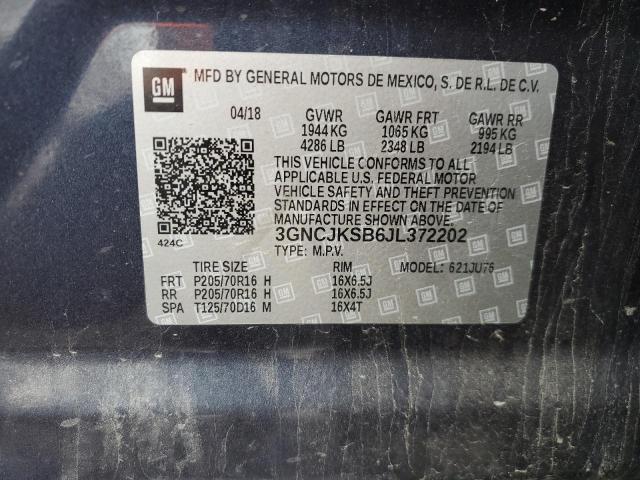 GM
MFD BY GENERAL MOTORS DE MEXICO, S. DE R.L. DE C.V.
04/18 GVWR GAWR FRT GAWR RR
1944 KG 1065 KG 995 KG
4286 LB 2348 LB 2194 LB
THIS VEHICLE CONFORMS TO ALL
APPLICABLE U.S. FEDERAL MOTOR
VEHICLE SAFETY AND THEFT PREVENTION
STANDARDS IN EFFECT ON THE DATE OF
MANUFACTURE SHOWN ABOVE.
424C
3GNCJKSB6JL372202
TYPE: M.P.V. MODEL: 621JU76
TIRE SIZE RIM
FRT P205/70R16 H 16X6.5J
RR P205/70R16 H 16X6.5J
SPA T125/70D16 M 16X4T